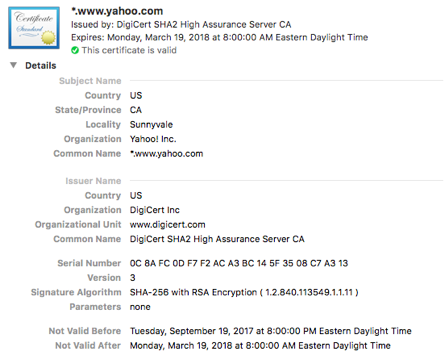 *.www.yahoo.com
Issued by: DigiCert SHA2 High Assurance Server CA
Expires: Monday, March 19, 2018 at 8:00:00 AM Eastern Daylight Time
This certificate is valid
Certificate
Standard
Details
Subject Name
Country US
State/Province CA
Locality Sunnyvale
Organization Yahoo! Inc.
Common Name *.www.yahoo.com
Issuer Name
Country US
Organization DigiCert Inc
Organizational Unit www.digicert.com
Common Name DigiCert SHA2 High Assurance Server CA
Serial Number 0C 8A FC 0D F7 F2 AC A3 BC 14 5F 35 08 C7 A3 13
Version 3
Signature Algorithm SHA-256 with RSA Encryption ( 1.2.840.113549.1.1.11 )
Parameters none
Not Valid Before Tuesday, September 19, 2017 at 8:00:00 PM Eastern Daylight Time
Not Valid After Monday, March 19, 2018 at 8:00:00 AM Eastern Daylight Time